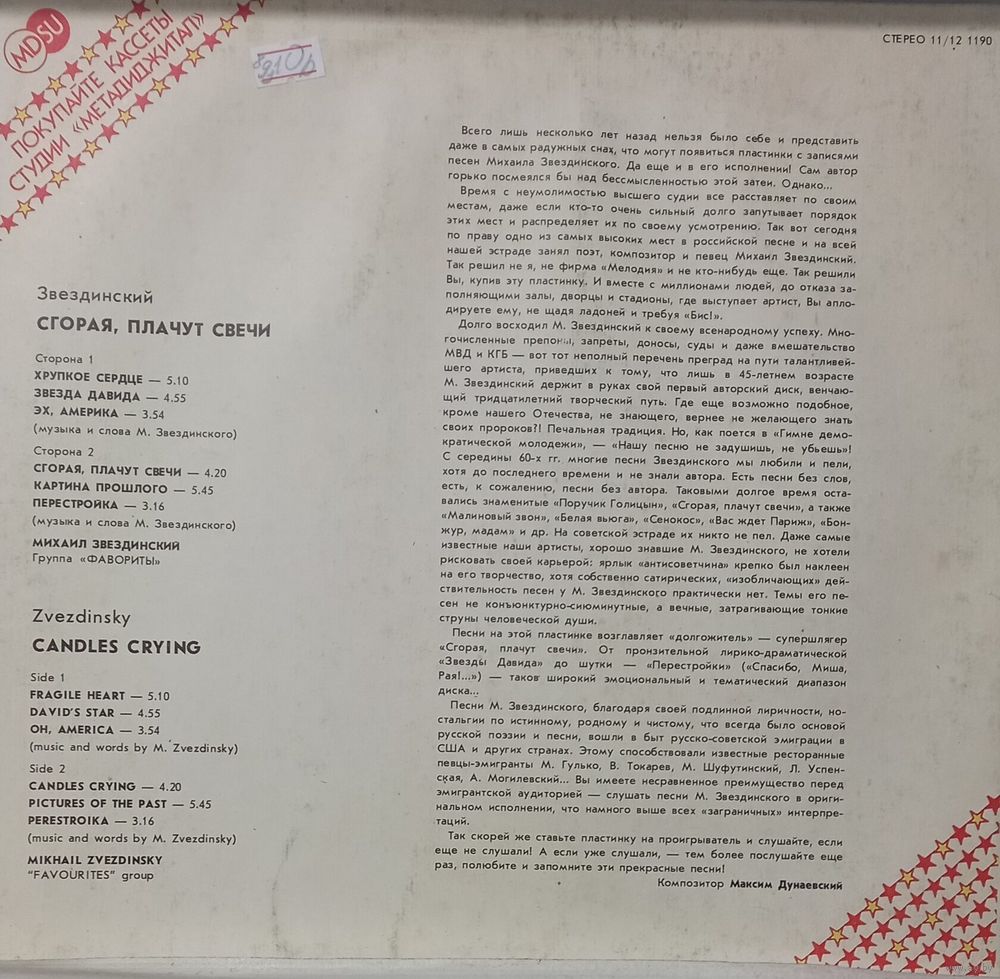 MDSU
ПОКУПАЙТЕ КАССЕТЫ
СТУДИИ «МЕТАДИДЖИТАЛ»
СТЕРЕО 11/12 1190
Звездинский
СГОРАЯ, ПЛАЧУТ СВЕЧИ
Сторона 1
ХРУПКОЕ СЕРДЦЕ — 5.10
ЗВЕЗДА ДАВИДА — 4.55
ЭХ, АМЕРИКА — 3.54
(музыка и слова М. Звездинского)
Сторона 2
СГОРАЯ, ПЛАЧУТ СВЕЧИ — 4.20
КАРТИНА ПРОШЛОГО — 5.45
ПЕРЕСТРОЙКА — 3.16
(музыка и слова М. Звездинского)
МИХАИЛ ЗВЕЗДИНСКИЙ
Группа «ФАВОРИТЫ»
Zvezdinsky
CANDLES CRYING
Side 1
FRAGILE HEART — 5.10
DAVID'S STAR — 4.55
OH, AMERICA — 3.54
(music and words by M. Zvezdinsky)
Side 2
CANDLES CRYING — 4.20
PICTURES OF THE PAST — 5.45
PERESTROIKA — 3.16
(music and words by M. Zvezdinsky)
MIKHAIL ZVEZDINSKY
"FAVOURITES" group
Всего лишь несколько лет назад нельзя было себе и представить
даже в самых радужных снах, что могут появиться пластинки с записями
песен Михаила Звездинского. Да еще и в его исполнении! Сам автор
горько посмеялся бы над бессмысленностью этой затеи. Однако...
Время с неумолимостью высшего судии все расставляет по своим
местам, даже если кто-то очень сильный долго запутывает порядок
этих мест и распределяет их по своему усмотрению. Так вот сегодня
по праву одно из самых высоких мест в российской песне и на всей
нашей эстраде занял поэт, композитор и певец Михаил Звездинский.
Так решил не я, не фирма «Мелодия» и не кто-нибудь еще. Так решили
Вы, купив эту пластинку. И вместе с миллионами людей, до отказа за-
полняющими залы, дворцы и стадионы, где выступает артист, Вы апло-
дируете ему, не щадя ладоней и требуя «Бис!».
Долго восходил М. Звездинский к своему всенародному успеху. Мно-
гочисленные препоны, запреты, доносы, суды и даже вмешательство
МВД и КГБ — вот тот неполный перечень преград на пути талантливей-
шего артиста, приведших к тому, что лишь в 45-летнем возрасте
М. Звездинский держит в руках свой первый авторский диск, венчаю-
щий тридцатилетний творческий путь. Где еще возможно подобное,
кроме нашего Отечества, не знающего, вернее не желающего знать
своих пророков?! Печальная традиция. Но, как поется в «Гимне демо-
кратической молодежи», — «Нашу песню не задушишь, не убьешь»!
С середины 60-х гг. многие песни Звездинского мы любили и пели,
хотя до последнего времени и не знали автора. Есть песни без слов,
есть, к сожалению, песни без автора. Таковыми долгое время оста-
вались знаменитые «Поручик Голицын», «Сгорая, плачут свечи», а также
«Малиновый звон», «Белая вьюга», «Сенокос», «Вас ждет Париж», «Бон-
жур, мадам» и др. На советской эстраде их никто не пел. Даже самые
известные наши артисты, хорошо знавшие М. Звездинского, не хотели
рисковать своей карьерой: ярлык «антисоветчина» крепко был наклеен
на его творчество, хотя собственно сатирических, «изобличающих» дей-
ствительность песен у М. Звездинского практически нет. Темы его пе-
сен не конъюнктурно-сиюминутные, а вечные, затрагивающие тонкие
струны человеческой души.
Песни на этой пластинке возглавляет «долгожитель» — супершлягер
«Сгорая, плачут свечи». От пронзительной лирико-драматической
«Звезды Давида» до шутки — «Перестройки» («Спасибо, Миша,
Рая!...») — таков широкий эмоциональный и тематический диапазон
диска...
Песни М. Звездинского, благодаря своей подлинной лиричности, но-
стальгии по истинному, родному и чистому, что всегда было основой
русской поэзии и песни, вошли в быт русско-советской эмиграции в
США и других странах. Этому способствовали известные ресторанные
певцы-эмигранты М. Гулько, В. Токарев, М. Шуфутинский, Л. Успен-
ская, А. Могилевский... Вы имеете несравненное преимущество перед
эмигрантской аудиторией — слушать песни М. Звездинского в ориги-
нальном исполнении, что намного выше всех «заграничных» интерпре-
таций.
Так скорей же ставьте пластинку на проигрыватель и слушайте, если
еще не слушали! А если уже слушали, — тем более послушайте еще
раз, полюбите и запомните эти прекрасные песни!
Композитор Максим Дунаевский